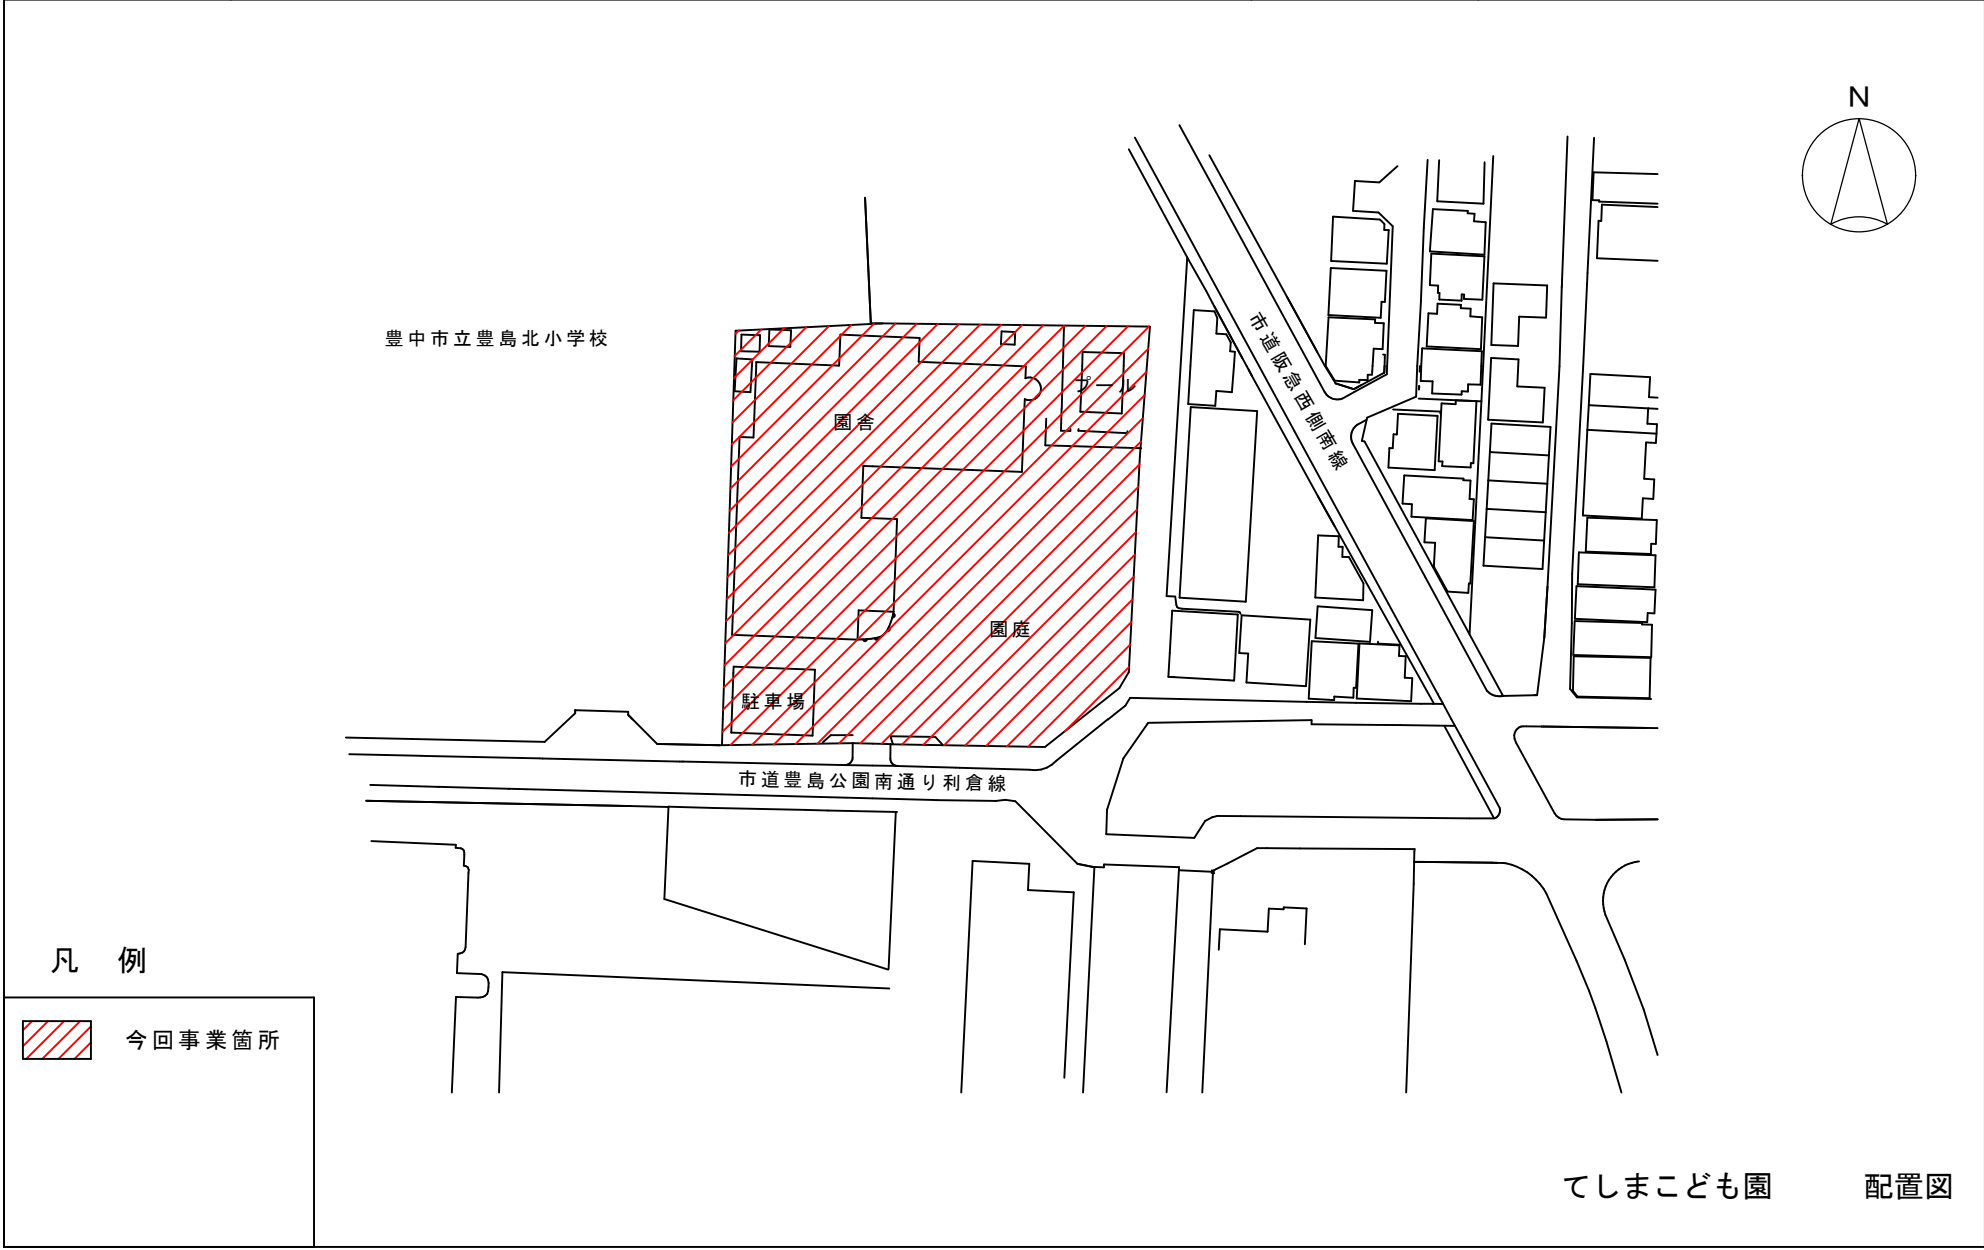 N
豊中市立豊島北小学校
市道阪急西側南線
プール
園舎
園庭
駐車場
市道豊島公園南通り利倉線
凡 例
今回事業箇所
てしまこども園 配置図